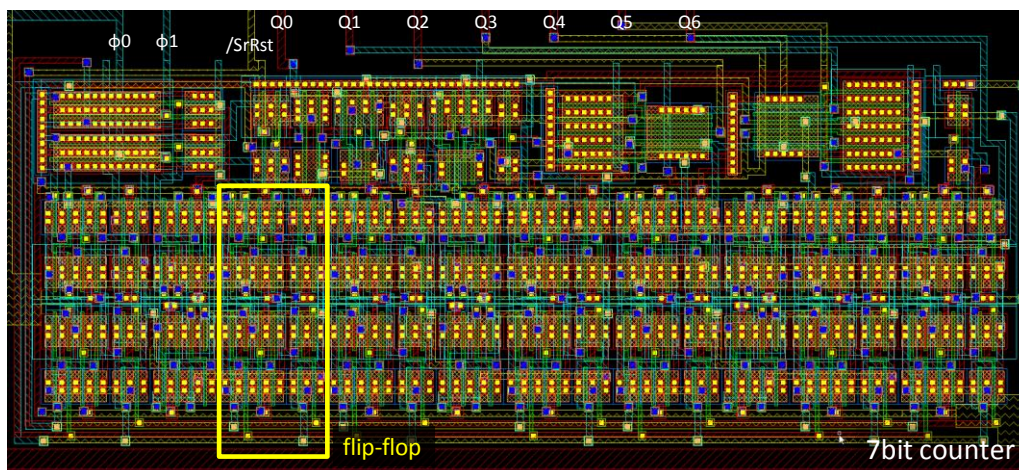 Q0 Q1 Q2 Q3 Q4 Q5 Q6
ϕ0 ϕ1 /SrRst
flip-flop
7bit counter